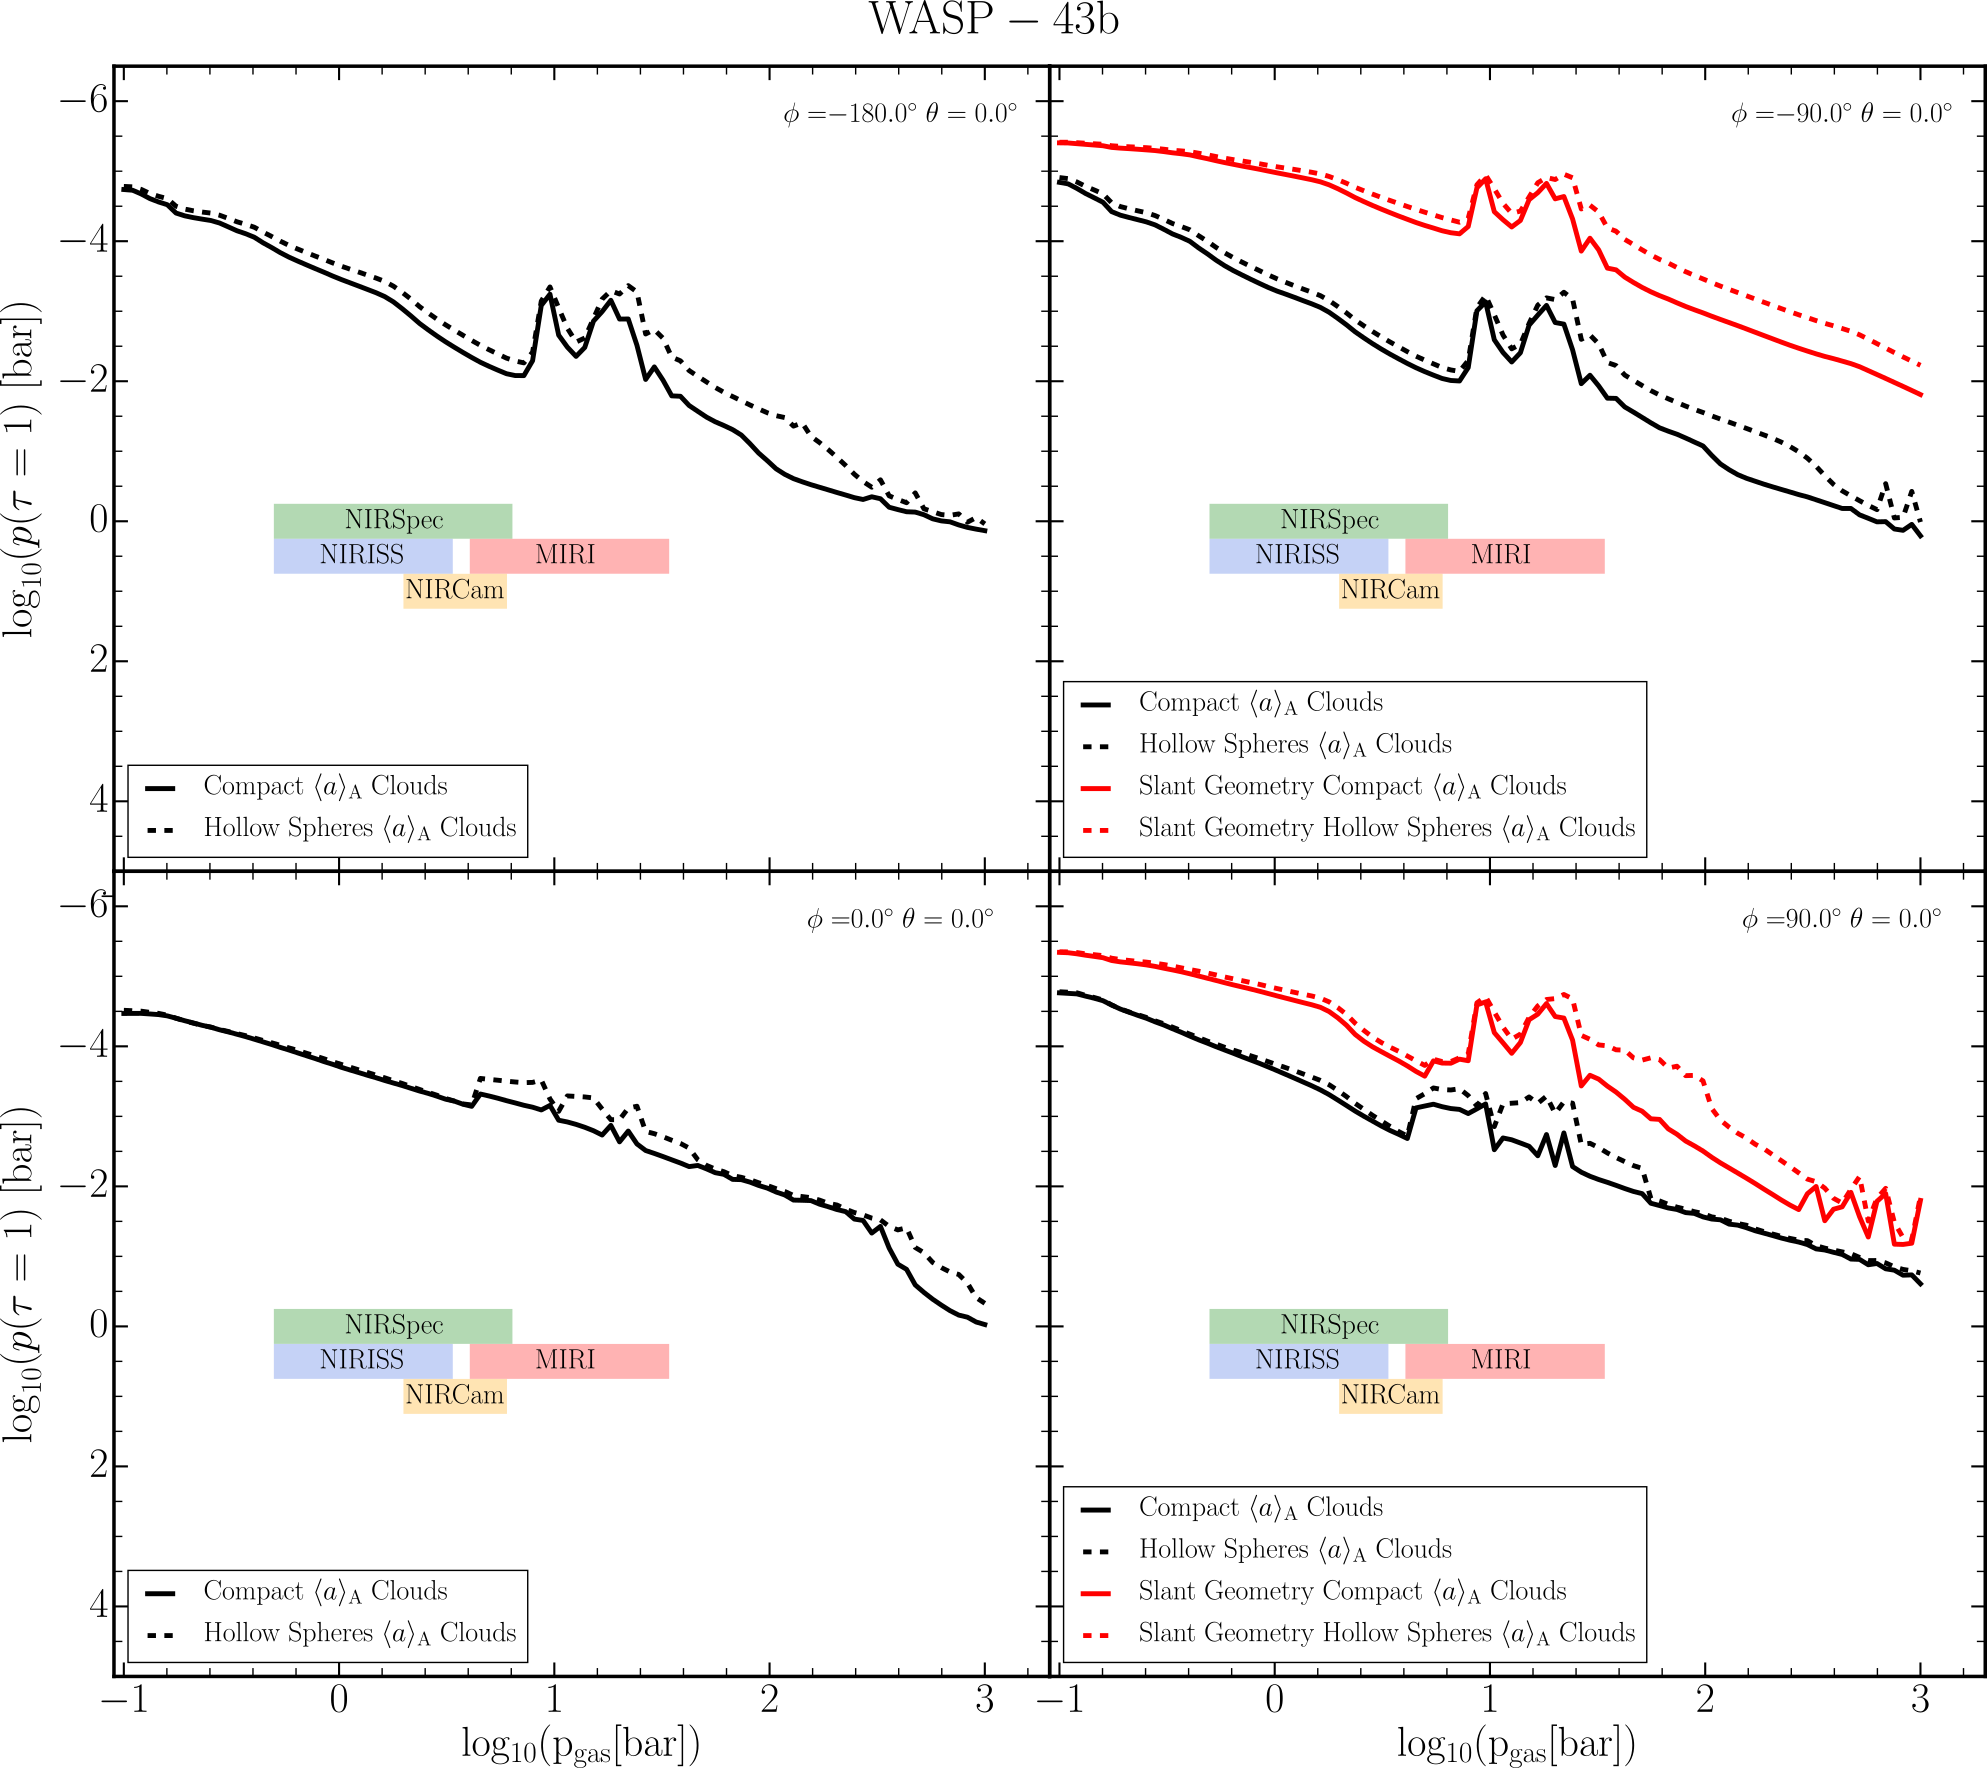 WASP − 43b
ϕ =−180.0° θ = 0.0°
ϕ =−90.0° θ = 0.0°
−6
−4
−2
0
2
4
log₁₀(p(τ = 1) [bar])
NIRSpec
NIRISS
MIRI
NIRCam
Compact ⟨a⟩A Clouds
Hollow Spheres ⟨a⟩A Clouds
NIRSpec
NIRISS
MIRI
NIRCam
Compact ⟨a⟩A Clouds
Hollow Spheres ⟨a⟩A Clouds
Slant Geometry Compact ⟨a⟩A Clouds
Slant Geometry Hollow Spheres ⟨a⟩A Clouds
ϕ =0.0° θ = 0.0°
ϕ =90.0° θ = 0.0°
−6
−4
−2
0
2
4
log₁₀(p(τ = 1) [bar])
NIRSpec
NIRISS
MIRI
NIRCam
Compact ⟨a⟩A Clouds
Hollow Spheres ⟨a⟩A Clouds
NIRSpec
NIRISS
MIRI
NIRCam
Compact ⟨a⟩A Clouds
Hollow Spheres ⟨a⟩A Clouds
Slant Geometry Compact ⟨a⟩A Clouds
Slant Geometry Hollow Spheres ⟨a⟩A Clouds
−1 0 1 2 3
−1 0 1 2 3
log₁₀(pgas[bar])
log₁₀(pgas[bar])